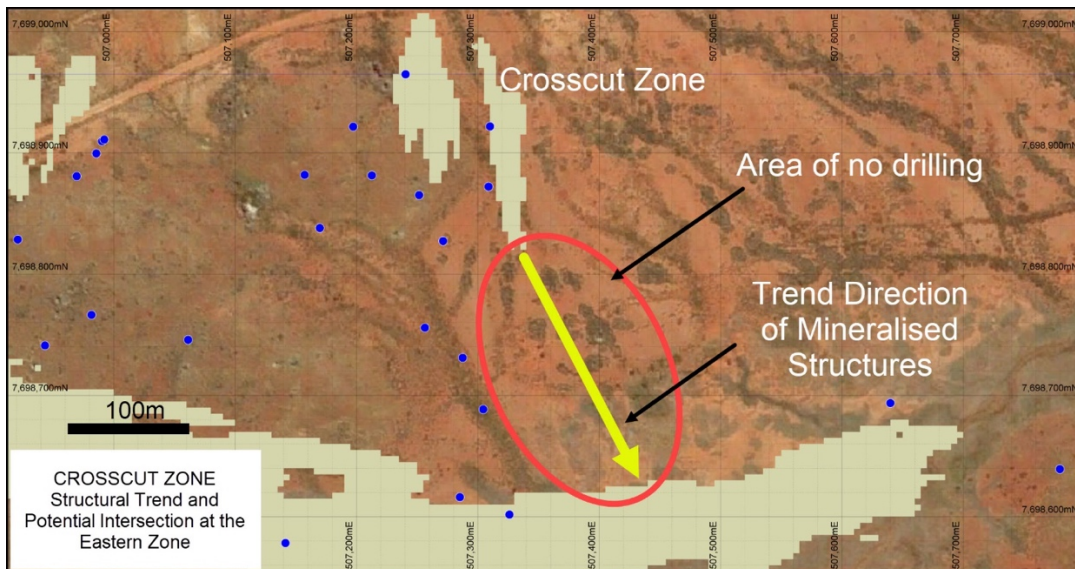 7,699,000mN
507,000mE
507,100mE
507,200mE
507,300mE
507,400mE
507,500mE
507,600mE
507,700mE
7,699,000mN
Crosscut Zone
7,698,900mN
Area of no drilling
7,698,900mN
7,698,800mN
7,698,800mN
Trend Direction
of Mineralised
Structures
7,698,700mN
7,698,700mN
100m
CROSSCUT ZONE
Structural Trend and
Potential Intersection at the
Eastern Zone
7,698,600mN
507,200mE
507,300mE
507,400mE
507,500mE
507,600mE
507,700mE